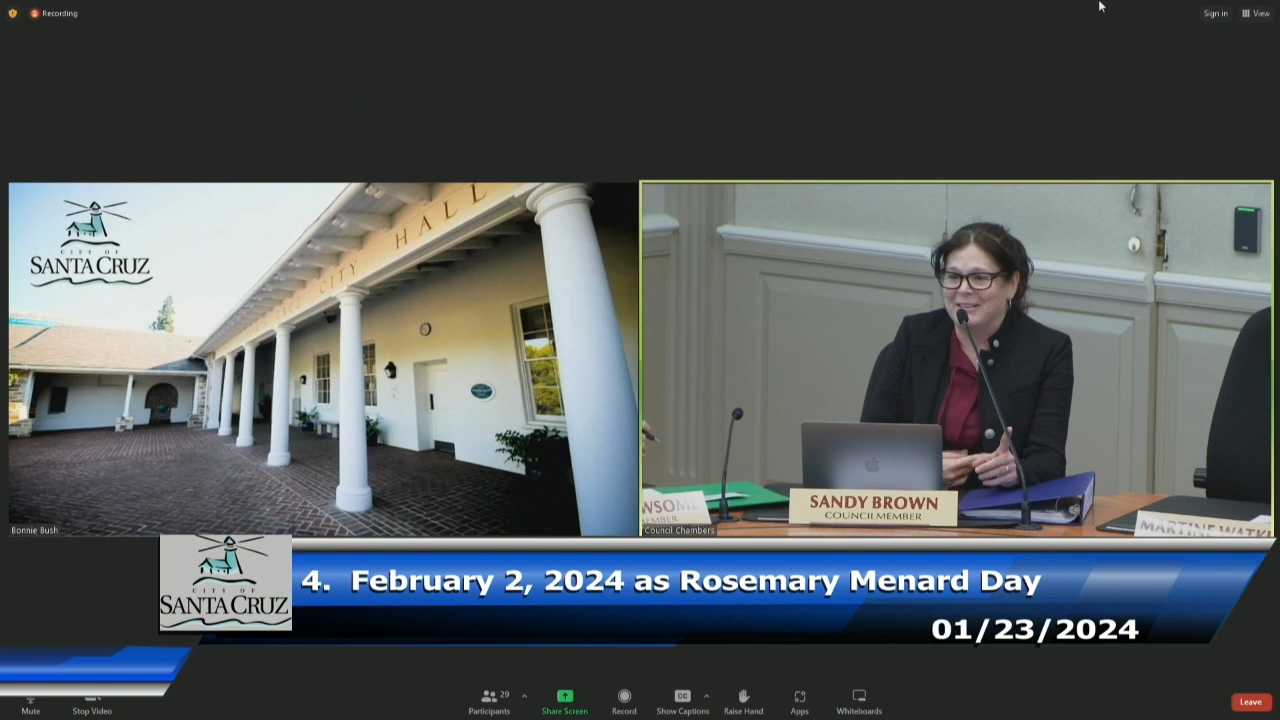 Recording
Sign in
View
CITY OF
SANTA CRUZ
CITY HALL
Bonnie Bush
SANDY BROWN
COUNCILMEMBER
Council Chambers
CITY OF
SANTA CRUZ
4. February 2, 2024 as Rosemary Menard Day
01/23/2024
Mute
Stop Video
Participants
29
Share Screen
CC
Show Captions
Record
Raise Hand
Apps
Whiteboards
Leave